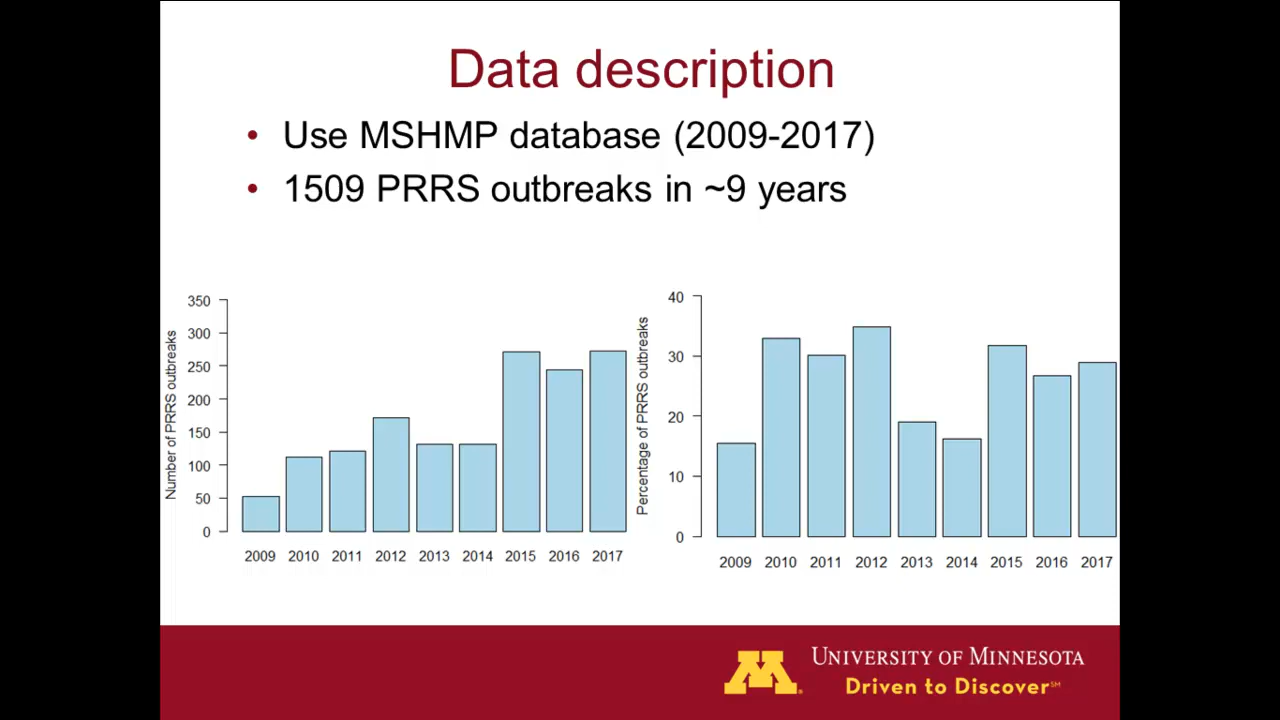 Data description
• Use MSHMP database (2009-2017)
• 1509 PRRS outbreaks in ~9 years
Number of PRRS outbreaks
350
300
250
200
150
100
50
0
2009 2010 2011 2012 2013 2014 2015 2016 2017
Percentage of PRRS outbreaks
40
30
20
10
0
2009 2010 2011 2012 2013 2014 2015 2016 2017
M
UNIVERSITY OF MINNESOTA
Driven to Discover℠